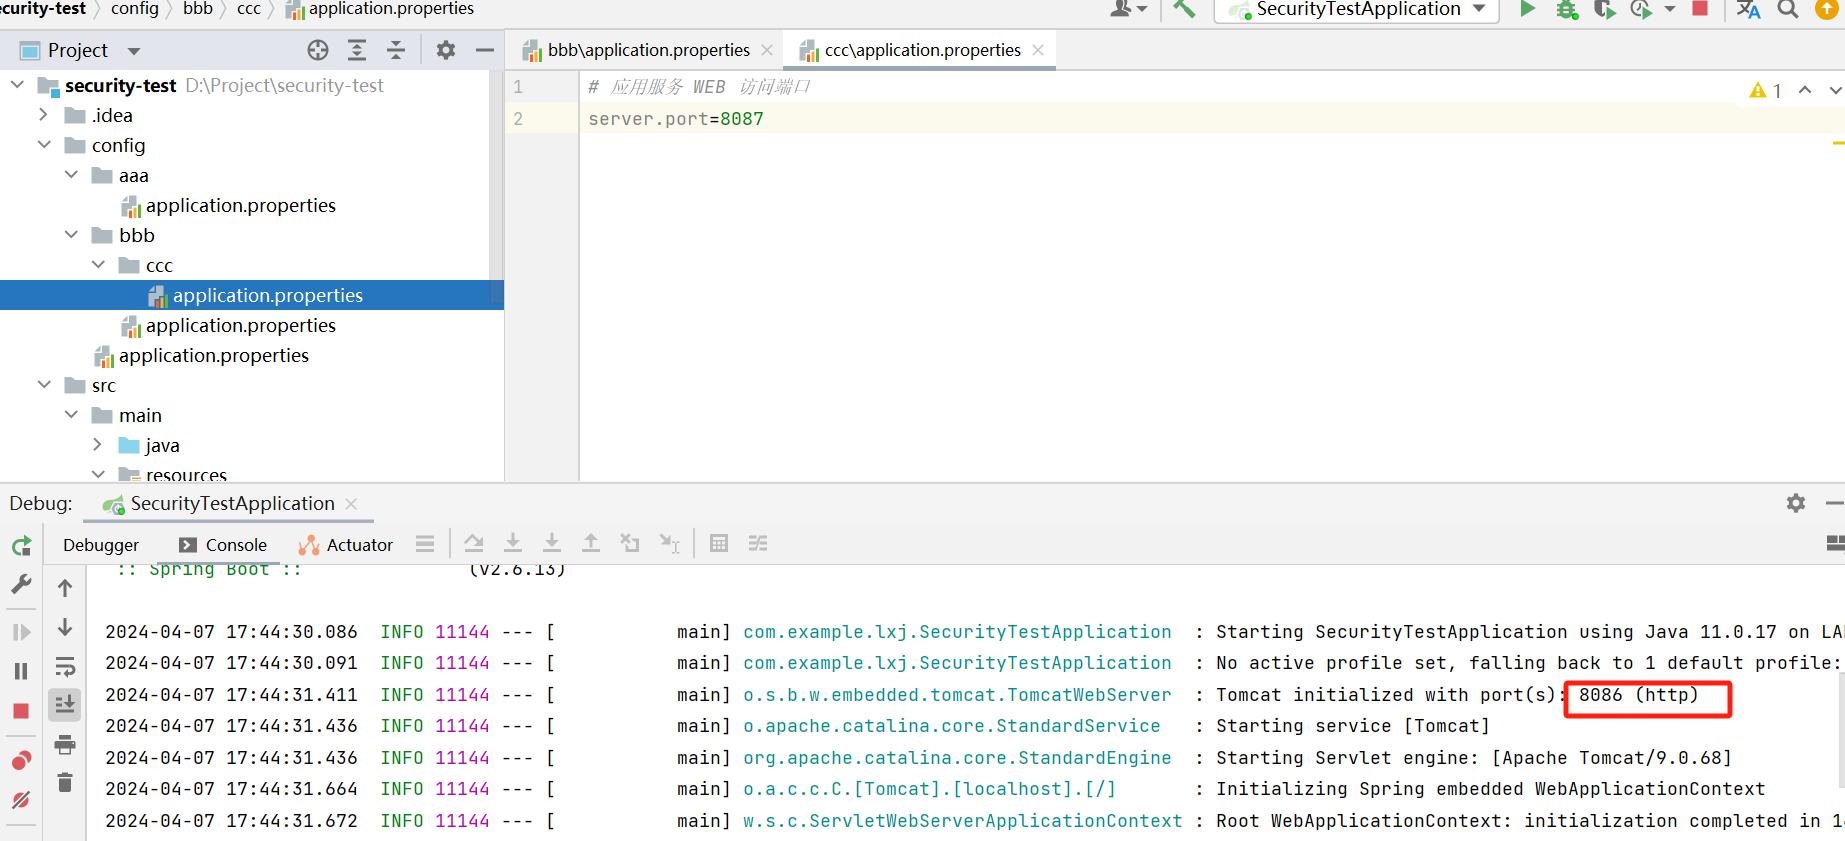 curity-test 〉 config 〉 bbb 〉 ccc 〉 application.properties
SecurityTestApplication
Project
bbb\application.properties
ccc\application.properties
security-test D:\Project\security-test
.idea
config
aaa
application.properties
bbb
ccc
application.properties
application.properties
application.properties
src
main
java
resources
1 # 应用服务 WEB 访问端口
2 server.port=8087
1
Debug: SecurityTestApplication
Debugger Console Actuator
:: Spring Boot :: (v2.6.13)
2024-04-07 17:44:30.086 INFO 11144 --- [ main] com.example.lxj.SecurityTestApplication : Starting SecurityTestApplication using Java 11.0.17 on LA
2024-04-07 17:44:30.091 INFO 11144 --- [ main] com.example.lxj.SecurityTestApplication : No active profile set, falling back to 1 default profile:
2024-04-07 17:44:31.411 INFO 11144 --- [ main] o.s.b.w.embedded.tomcat.TomcatWebServer : Tomcat initialized with port(s): 8086 (http)
2024-04-07 17:44:31.436 INFO 11144 --- [ main] o.apache.catalina.core.StandardService : Starting service [Tomcat]
2024-04-07 17:44:31.436 INFO 11144 --- [ main] org.apache.catalina.core.StandardEngine : Starting Servlet engine: [Apache Tomcat/9.0.68]
2024-04-07 17:44:31.664 INFO 11144 --- [ main] o.a.c.c.C.[Tomcat].[localhost].[/] : Initializing Spring embedded WebApplicationContext
2024-04-07 17:44:31.672 INFO 11144 --- [ main] w.s.c.ServletWebServerApplicationContext : Root WebApplicationContext: initialization completed in 1